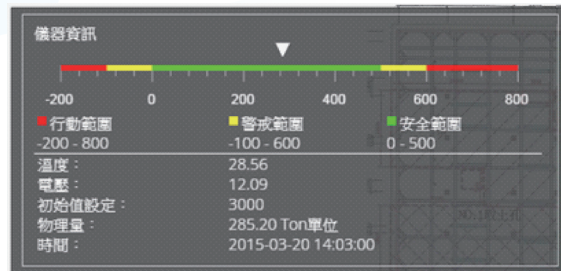 儀器資訊
-200 0 200 400 600 800
行動範圍 警戒範圍 安全範圍
-200 - 800 -100 - 600 0 - 500
溫度： 28.56
電壓： 12.09
初始值設定： 3000
物理量： 285.20 Ton單位
時間： 2015-03-20 14:03:00